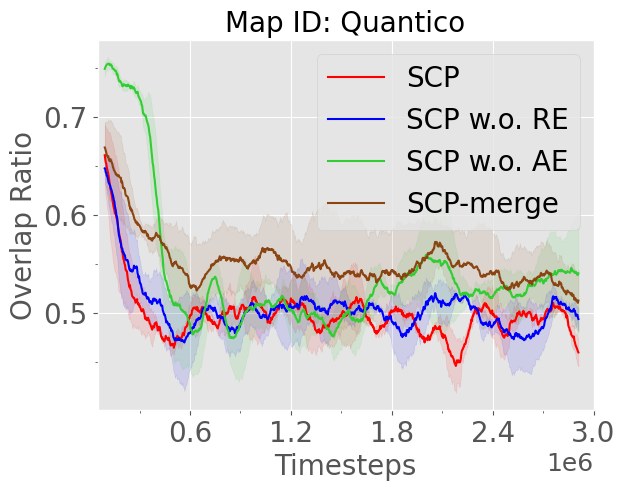 Map ID: Quantico
SCP
SCP w.o. RE
SCP w.o. AE
SCP-merge
Overlap Ratio
0.7
0.6
0.5
0.6 1.2 1.8 2.4 3.0
Timesteps
1e6